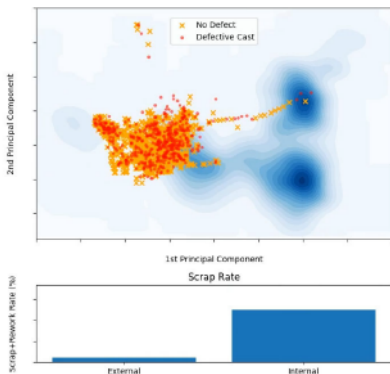 No Defect
Defective Cast
2nd Principal Component
1st Principal Component
Scrap Rate
Scrap+Rework Rate (%)
External
Internal